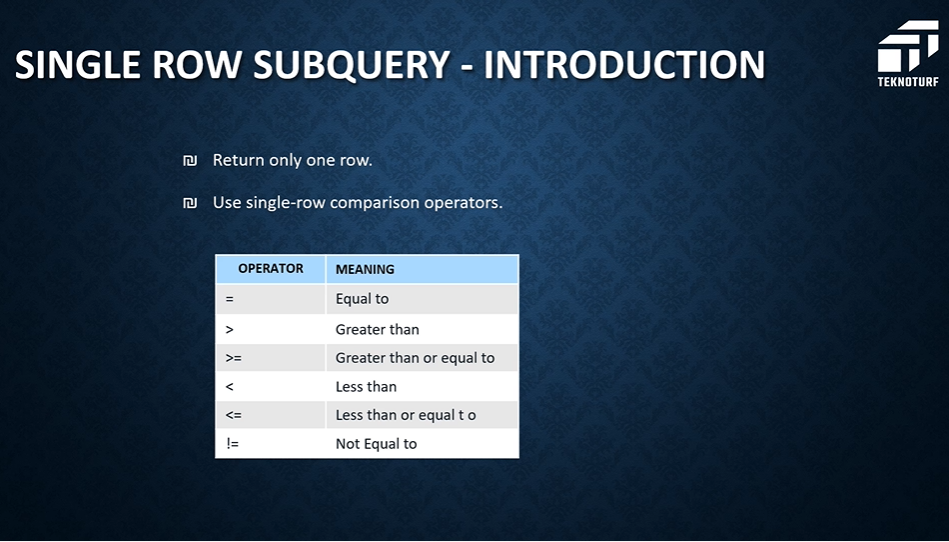 SINGLE ROW SUBQUERY - INTRODUCTION
TEKNOTURF
₪ Return only one row.
₪ Use single-row comparison operators.
OPERATOR MEANING
= Equal to
> Greater than
>= Greater than or equal to
< Less than
<= Less than or equal t o
!= Not Equal to